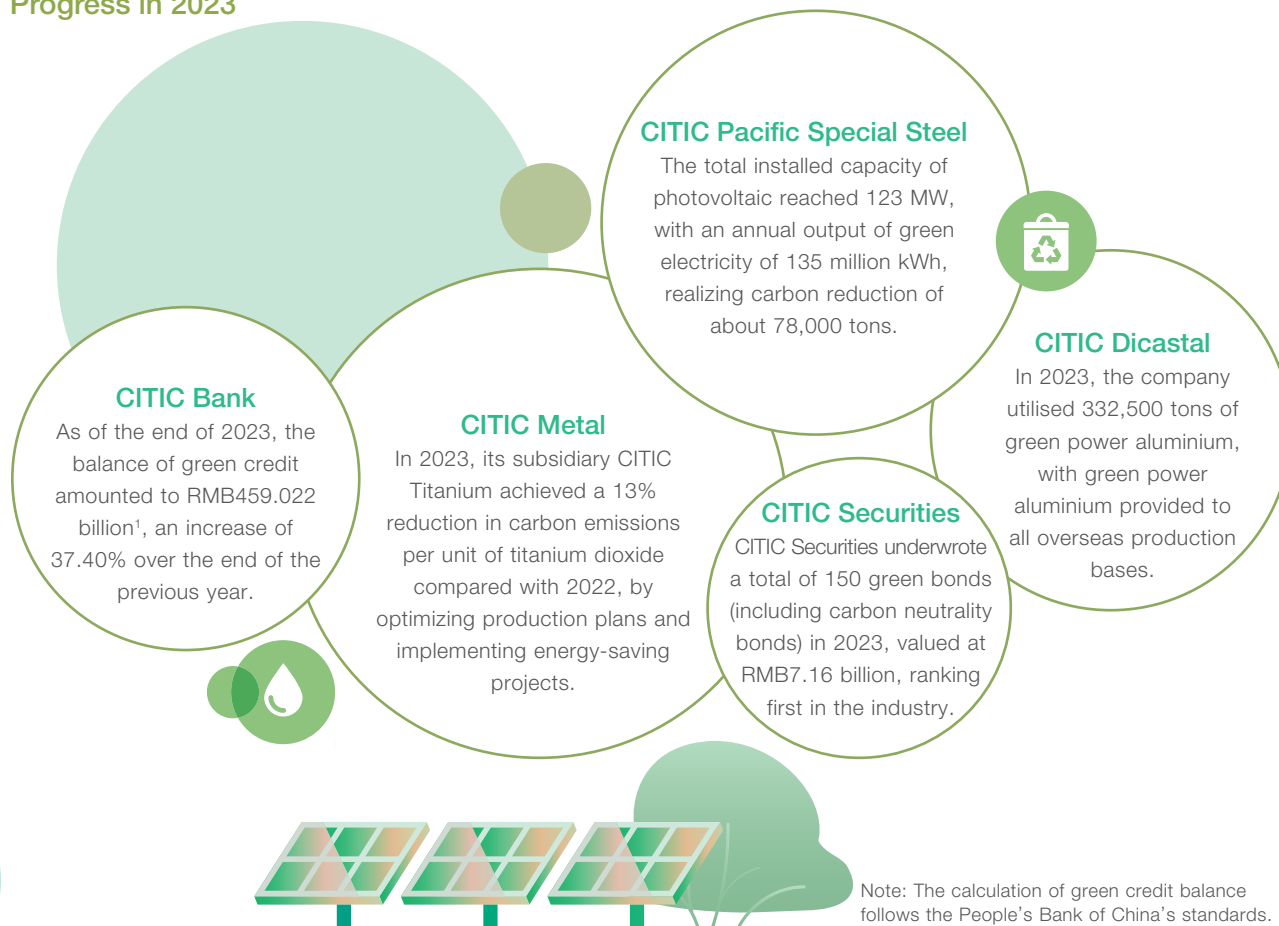 Progress in 2023
CITIC Pacific Special Steel
The total installed capacity of
photovoltaic reached 123 MW,
with an annual output of green
electricity of 135 million kWh,
realizing carbon reduction of
about 78,000 tons.
CITIC Dicastal
In 2023, the company
utilised 332,500 tons of
green power aluminium,
with green power
aluminium provided to
all overseas production
bases.
CITIC Bank
As of the end of 2023, the
balance of green credit
amounted to RMB459.022
billion¹, an increase of
37.40% over the end of the
previous year.
CITIC Metal
In 2023, its subsidiary CITIC
Titanium achieved a 13%
reduction in carbon emissions
per unit of titanium dioxide
compared with 2022, by
optimizing production plans and
implementing energy-saving
projects.
CITIC Securities
CITIC Securities underwrote
a total of 150 green bonds
(including carbon neutrality
bonds) in 2023, valued at
RMB7.16 billion, ranking
first in the industry.
Note: The calculation of green credit balance
follows the People's Bank of China's standards.